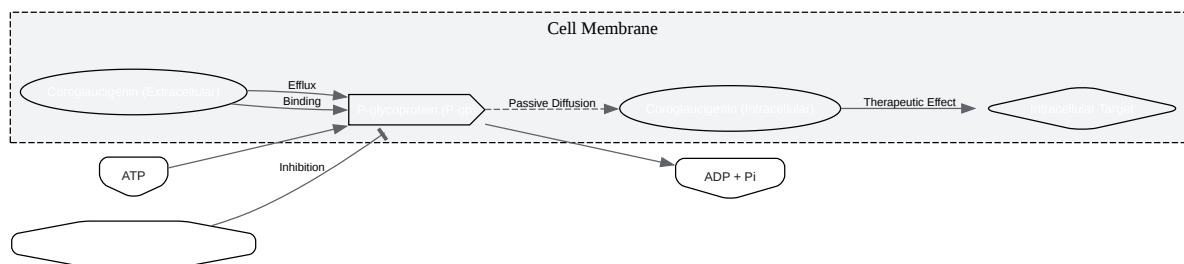 Cell Membrane
Efflux
Coroglaucigenin (Extracellular)
Binding
P-glycoprotein (P-gp)
Passive Diffusion
Coroglaucigenin (Intracellular)
Therapeutic Effect
Intracellular Target
ATP
Inhibition
ADP + Pi